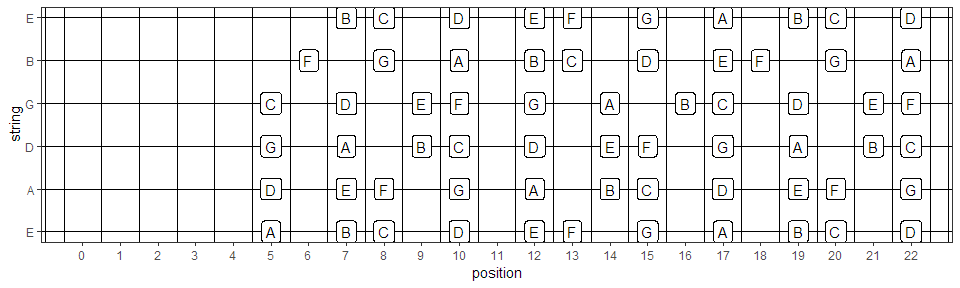 E B C D E F G A B C D
B F G A B C D E F G A
G C D E F G A B C D E F
D G A B C D E F G A B C
A D E F G A B C D E F G
E A B C D E F G A B C D
0 1 2 3 4 5 6 7 8 9 10 11 12 13 14 15 16 17 18 19 20 21 22
position
string